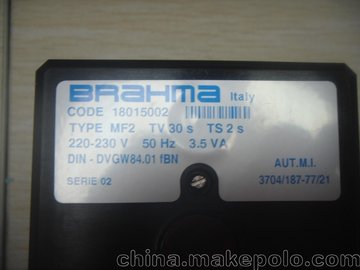 BRAHMA Italy
CODE 18015002
TYPE MF2 TV 30 s TS 2 s
220-230 V 50 Hz 3.5 VA
DIN - DVGW84.01 fBN AUT.M.I.
SERIE 02 3704/187-77/21
china.makepolo.com